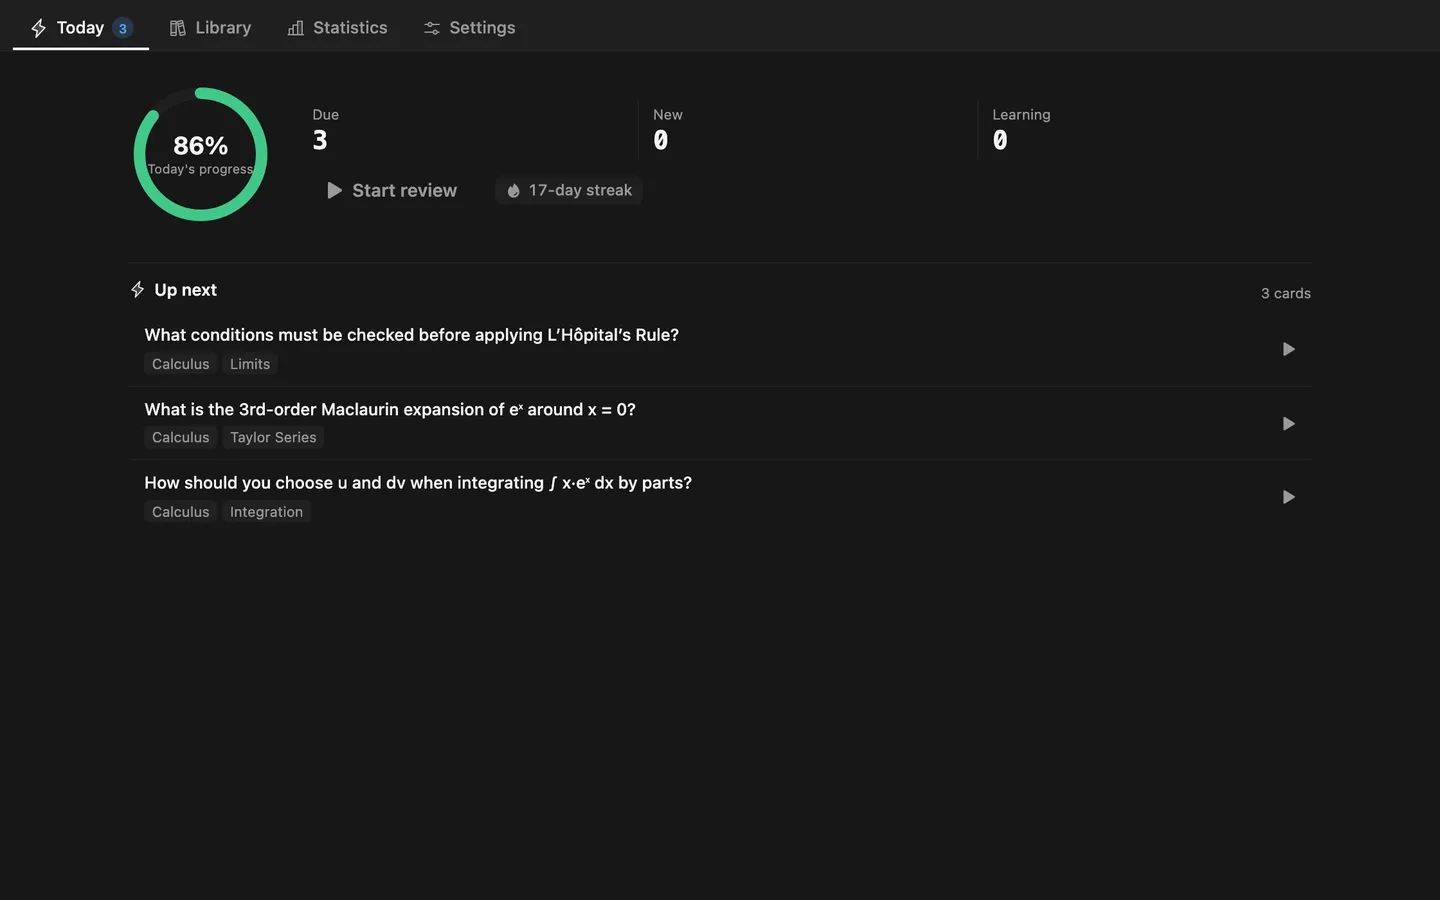 Today 3 Library Statistics Settings
86%
Today's progress
Due New Learning
3 0 0
Start review 17-day streak
Up next 3 cards
What conditions must be checked before applying L’Hôpital’s Rule?
Calculus Limits
What is the 3rd-order Maclaurin expansion of eˣ around x = 0?
Calculus Taylor Series
How should you choose u and dv when integrating ∫ x·eˣ dx by parts?
Calculus Integration